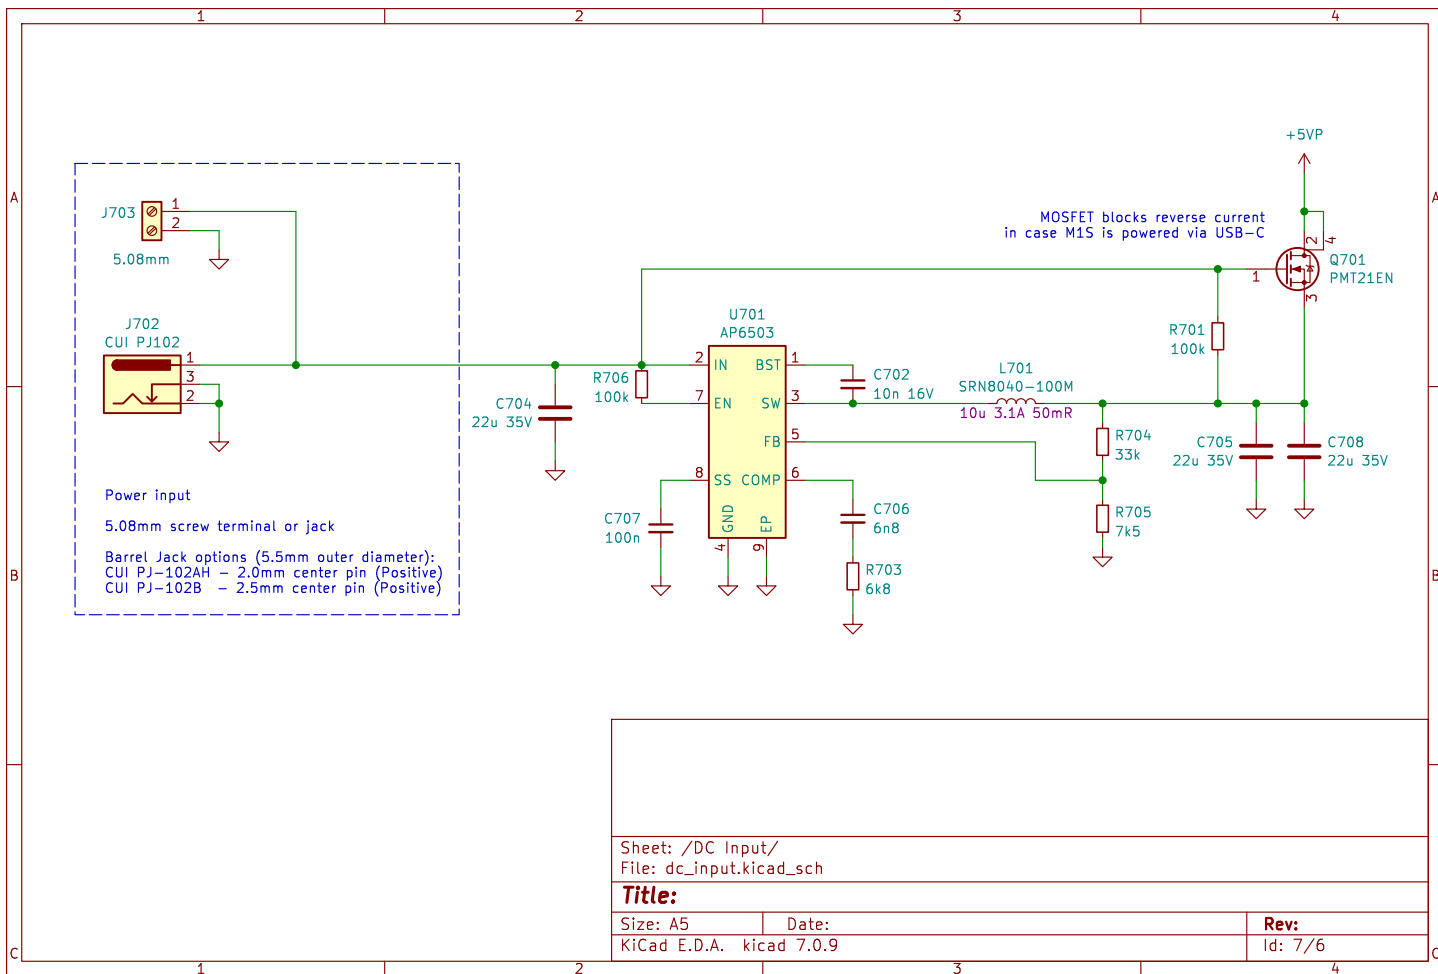 1 2 3 4
A A
+5VP
MOSFET blocks reverse current
in case M1S is powered via USB-C
J703
1
2
5.08mm
2 4
1
3
Q701
PMT21EN
J702
CUI PJ102
1
3
2
U701
AP6503
2 IN BST 1
7 EN SW 3
FB 5
8 SS COMP 6
GND
EP
4 9
R706
100k
C704
22u 35V
C702
10n 16V
L701
SRN8040-100M
10u 3.1A 50mR
R701
100k
R704
33k
C705
22u 35V
C708
22u 35V
R705
7k5
C707
100n
C706
6n8
R703
6k8
Power input
5.08mm screw terminal or jack
Barrel Jack options (5.5mm outer diameter):
CUI PJ-102AH - 2.0mm center pin (Positive)
CUI PJ-102B - 2.5mm center pin (Positive)
B B
Sheet: /DC Input/
File: dc_input.kicad_sch
Title:
Size: A5 Date: Rev:
KiCad E.D.A. kicad 7.0.9 Id: 7/6
C C
1 2 3 4